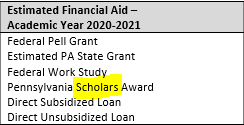 Estimated Financial Aid –
Academic Year 2020-2021
Federal Pell Grant
Estimated PA State Grant
Federal Work Study
Pennsylvania Scholars Award
Direct Subsidized Loan
Direct Unsubsidized Loan